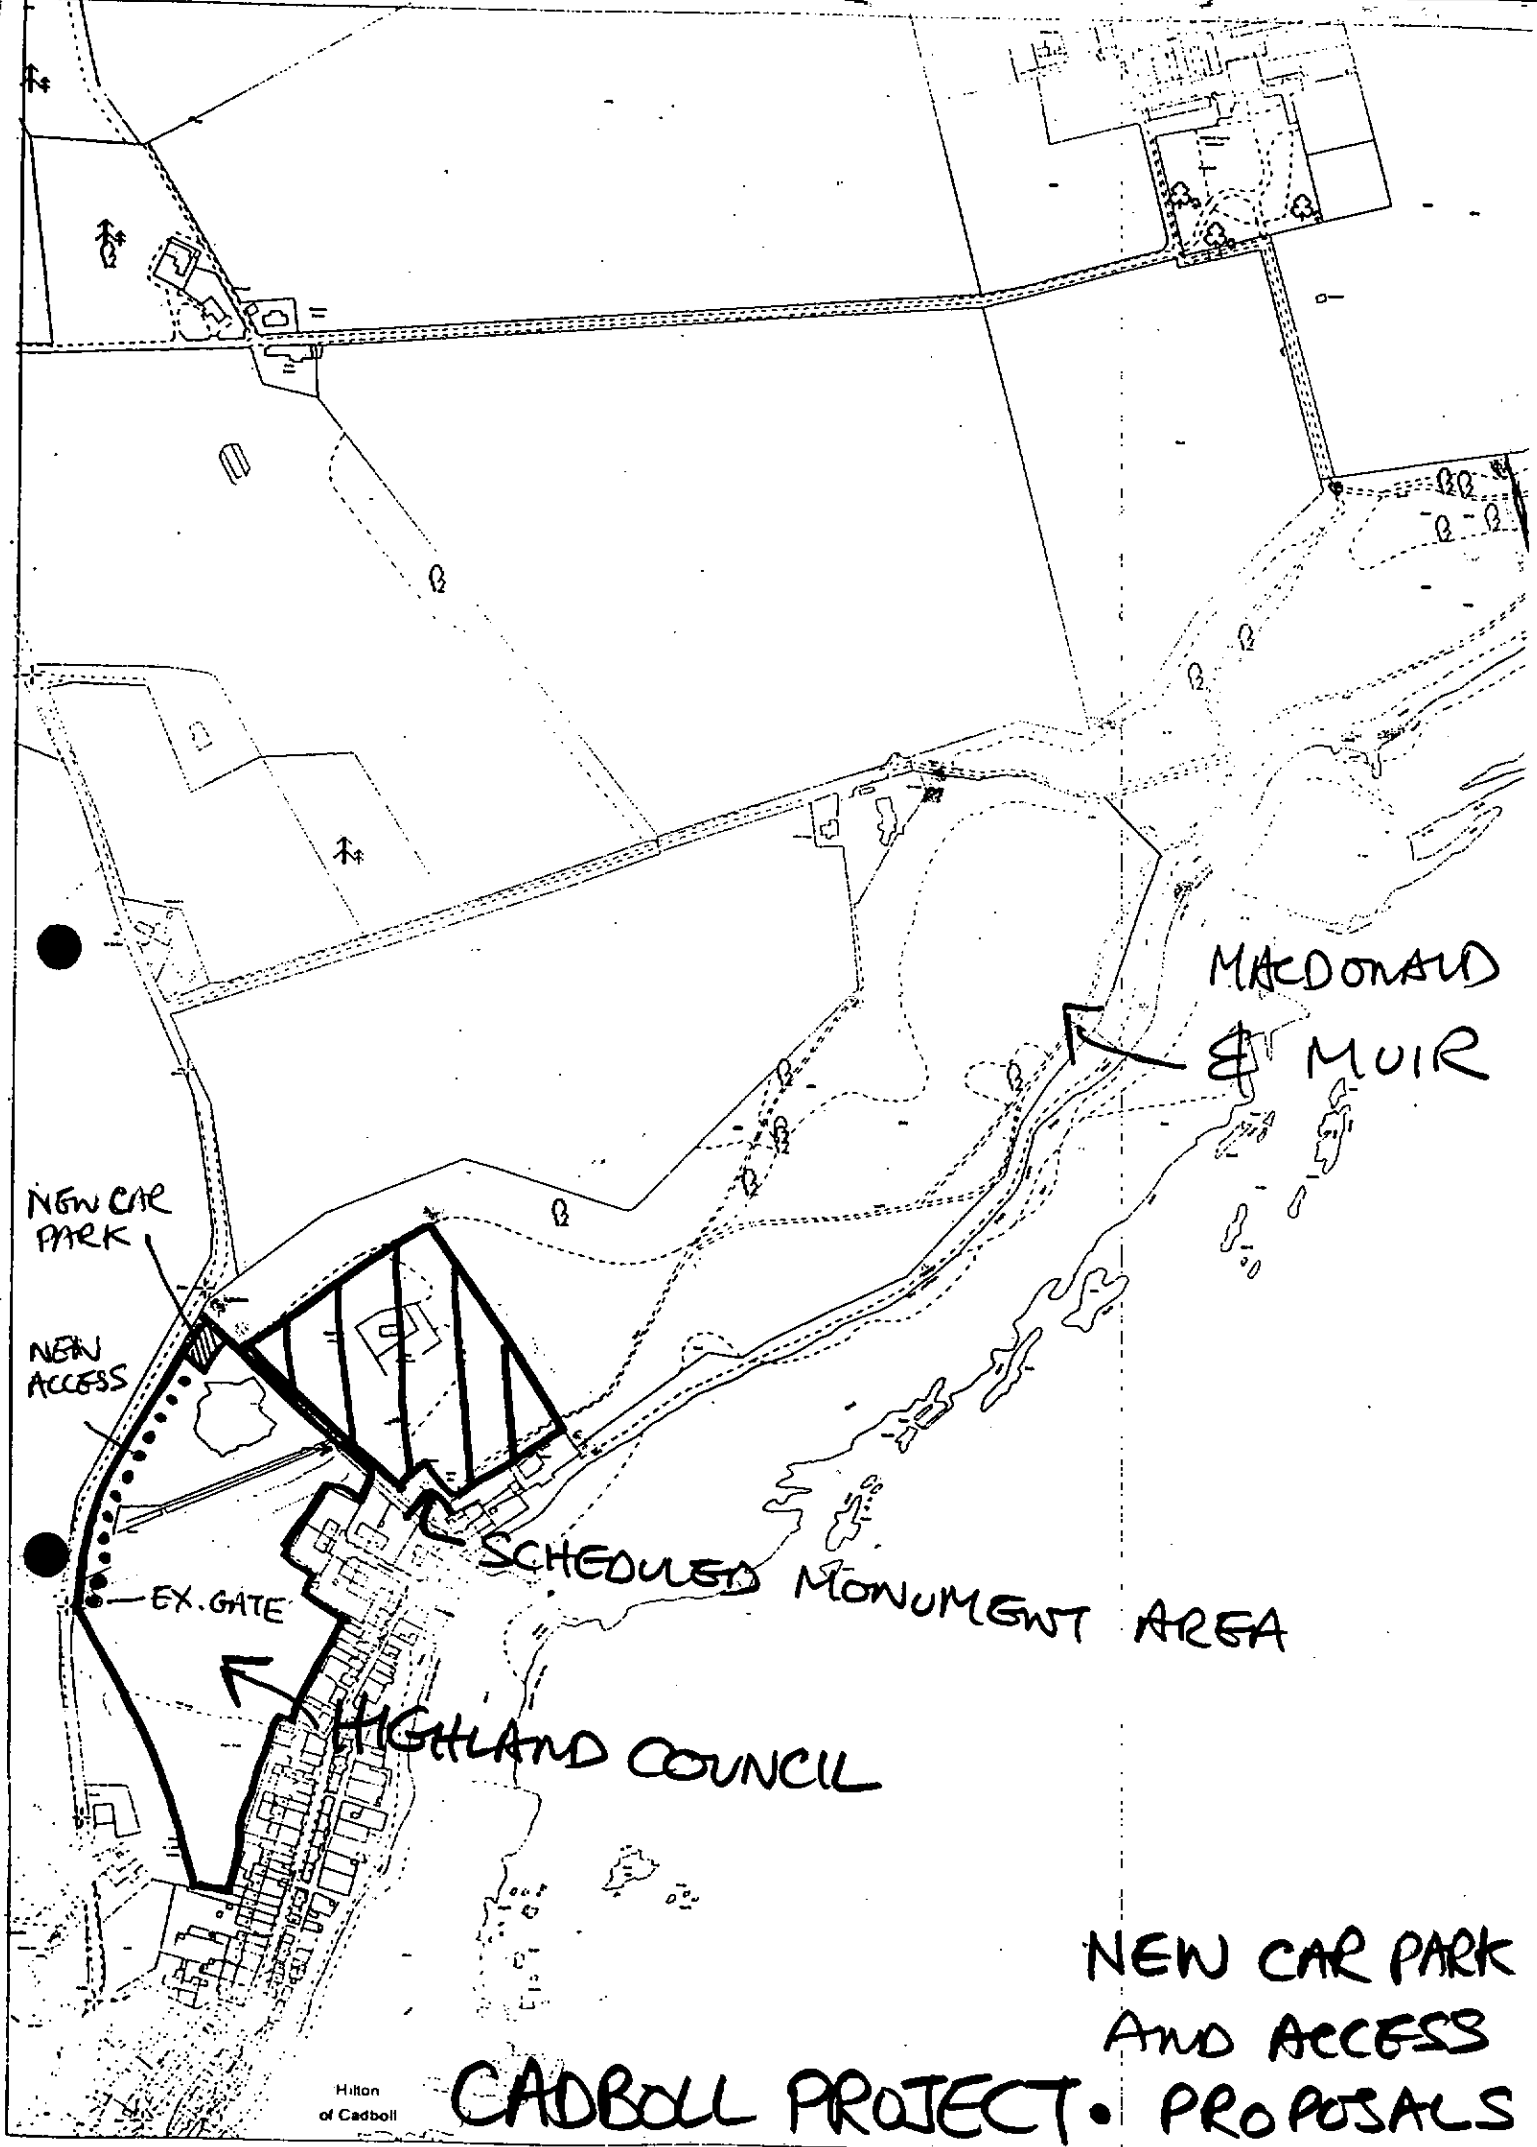 MACDONALD
& MUIR
NEW CAR
PARK
NEW
ACCESS
EX. GATE
SCHEDULED MONUMENT AREA
HIGHLAND COUNCIL
NEW CAR PARK
AND ACCESS
CADBOLL PROJECT • PROPOSALS
Hilton
of Cadboll